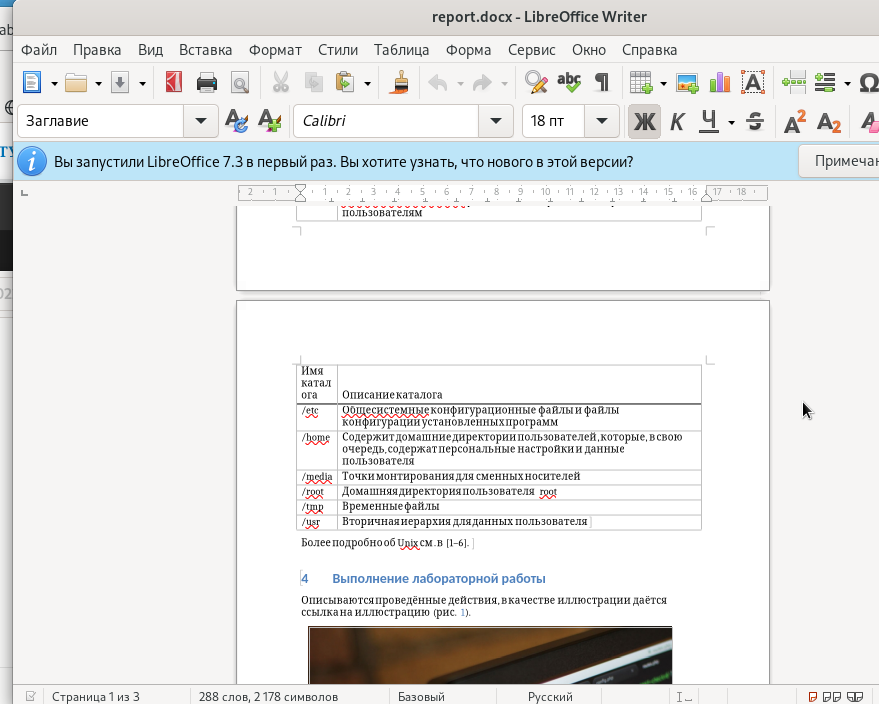 report.docx - LibreOffice Writer
Файл Правка Вид Вставка Формат Стили Таблица Форма Сервис Окно Справка
Заглавие Calibri 18 пт Ж К Ч S A2 A2
Вы запустили LibreOffice 7.3 в первый раз. Вы хотите узнать, что нового в этой версии? Примечан
2 1 1 2 3 4 5 6 7 8 9 10 11 12 13 14 15 16 17 18
пользователям
Имя
катал
ога Описание каталога
/etc Общесистемные конфигурационные файлы и файлы
конфигурации установленных программ
/home Содержит домашние директории пользователей, которые, в свою
очередь, содержат персональные настройки и данные
пользователя
/media Точки монтирования для сменных носителей
/root Домашняя директория пользователя root
/tmp Временные файлы
/usr Вторичная иерархия для данных пользователя
Более подробно об Unix см. в [1–6].
4 Выполнение лабораторной работы
Описываются проведённые действия, в качестве иллюстрации даётся
ссылка на иллюстрацию (рис. 1).
Страница 1 из 3 288 слов, 2 178 символов Базовый Русский